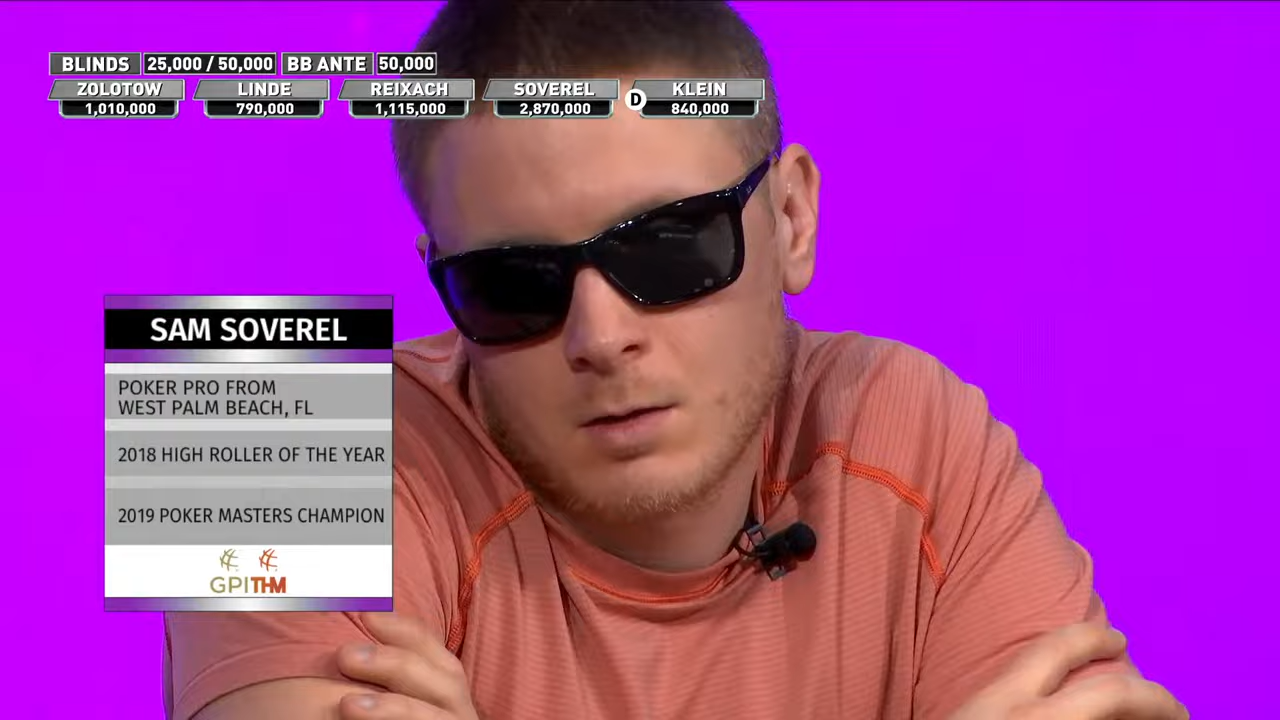 BLINDS 25,000 / 50,000 BB ANTE 50,000
ZOLOTOW LINDE REIXACH SOVEREL D KLEIN
1,010,000 790,000 1,115,000 2,870,000 840,000
SAM SOVEREL
POKER PRO FROM
WEST PALM BEACH, FL
2018 HIGH ROLLER OF THE YEAR
2019 POKER MASTERS CHAMPION
GPITHM